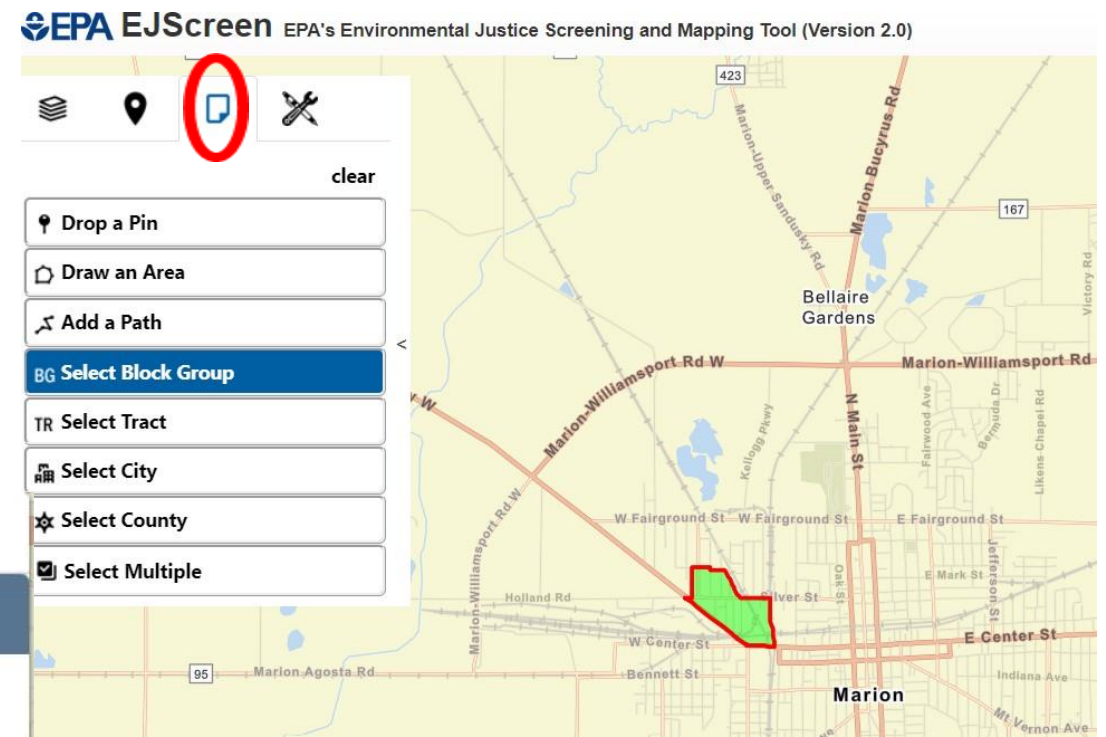 EPA EJScreen EPA's Environmental Justice Screening and Mapping Tool (Version 2.0)
clear
Drop a Pin
Draw an Area
Add a Path
BG Select Block Group
TR Select Tract
Select City
Select County
Select Multiple
<
423
Marion-Upper Sandusky Rd
Marion Bucyrus Rd
167
Victory Rd
Bellaire
Gardens
Marion-Williamsport Rd W
Marion-Williamsport Rd
W
N Main St
Kellogg Pkwy
Fairwood Ave
Bermuda Dr
Likens Chapel Rd
Marion-Williamsport Rd W
W Fairground St
W Fairground St
E Fairground St
Jefferson St
Oak St
E Mark St
Holland Rd
Silver St
W Center St
E Center St
Bennett St
95
Marion Agosta Rd
Indiana Ave
Marion
Mt Vernon Ave